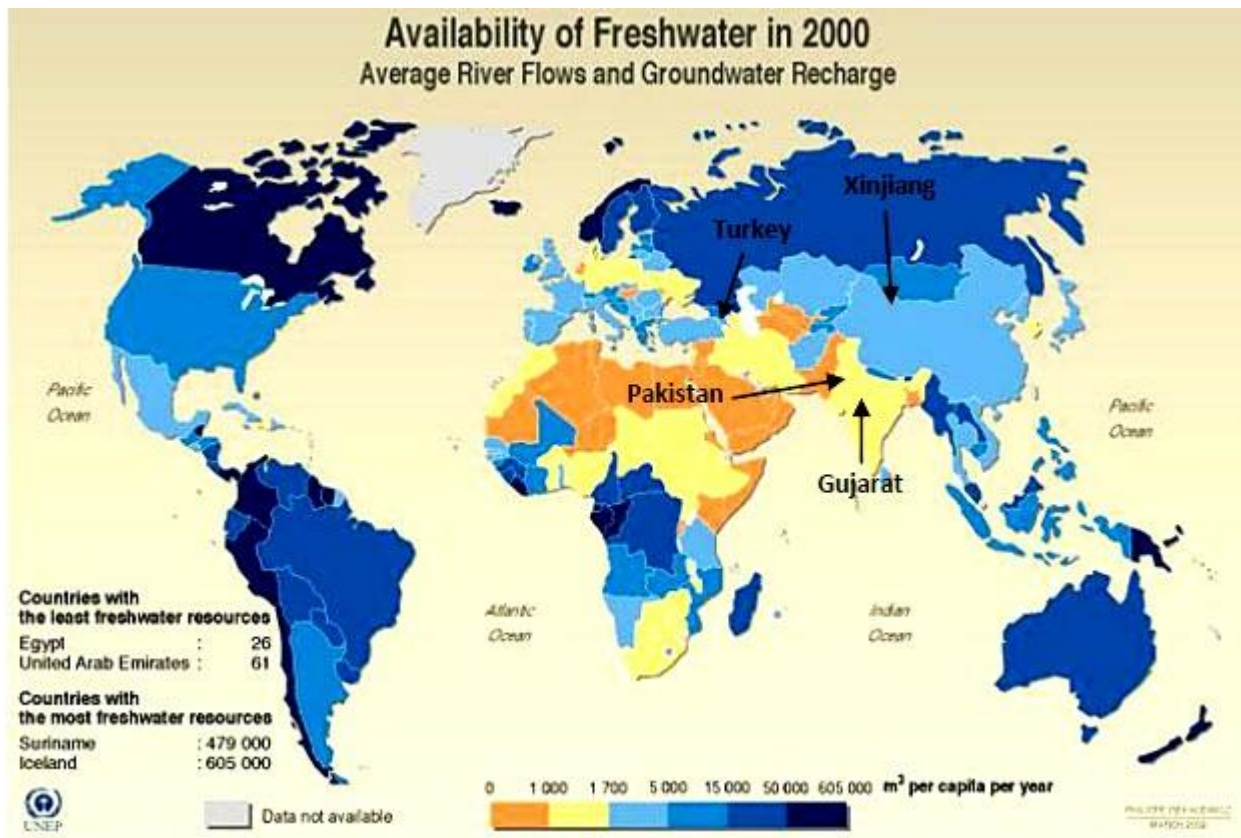 Availability of Freshwater in 2000
Average River Flows and Groundwater Recharge
Xinjiang
Turkey
Pacific
Ocean
Pakistan
Pacific
Ocean
Gujarat
Atlantic
Ocean
Indian
Ocean
Countries with
the least freshwater resources
Egypt : 26
United Arab Emirates : 61
Countries with
the most freshwater resources
Suriname : 479 000
Iceland : 605 000
0 1 000 1 700 5 000 15 000 50 000 605 000 m³ per capita per year
Data not available
UNEP